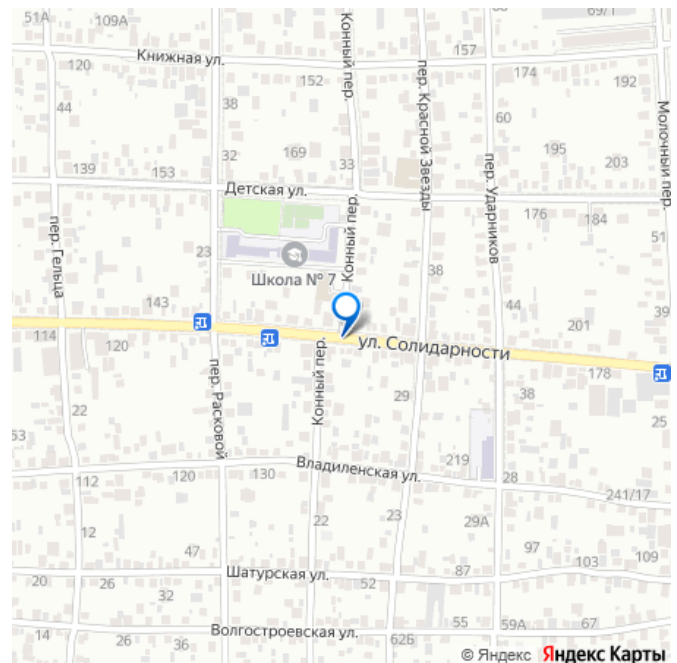 51А
109А
69/1
Книжная ул.
157
120
152
Конный пер.
174
192
44
38
пер. Красной Звезды
60
Молочный пер.
32
169
33
195
203
139
153
Детская ул.
пер. Ударников
176
184
пер. Гельца
23
Конный пер.
51
Школа № 7
38
143
44
39
201
114
120
ул. Солидарности
178
пер. Расковой
Конный пер.
29
38
22
25
53
219
112
120
130
Владиленская ул.
28
241/17
12
22
23
29А
47
97
109
20
26
32
Шатурская ул.
52
87
103
14
26
36
Волгостроевская ул.
62Б
55
59А
67
© Яндекс Яндекс Карты